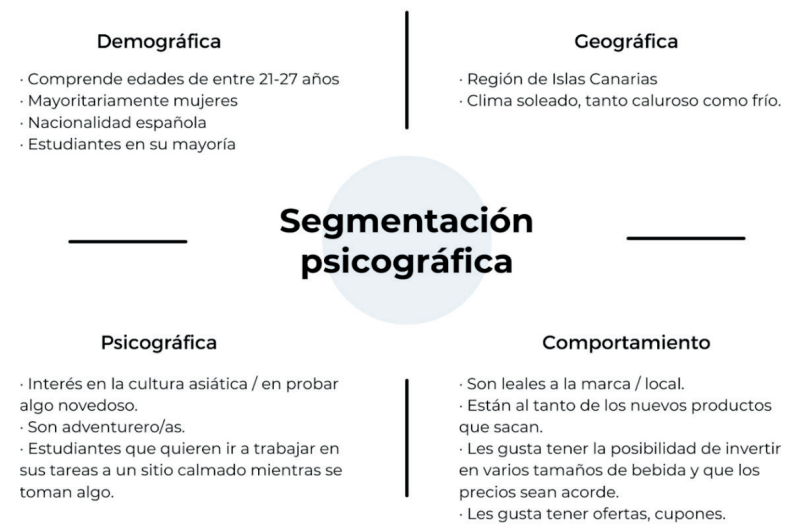 Demográfica
· Comprende edades de entre 21-27 años
· Mayoritariamente mujeres
· Nacionalidad española
· Estudiantes en su mayoría
Geográfica
· Región de Islas Canarias
· Clima soleado, tanto caluroso como frío.
Segmentación
psicográfica
Psicográfica
· Interés en la cultura asiática / en probar
algo novedoso.
· Son adventurero/as.
· Estudiantes que quieren ir a trabajar en
sus tareas a un sitio calmado mientras se
toman algo.
Comportamiento
· Son leales a la marca / local.
· Están al tanto de los nuevos productos
que sacan.
· Les gusta tener la posibilidad de invertir
en varios tamaños de bebida y que los
precios sean acorde.
· Les gusta tener ofertas, cupones.